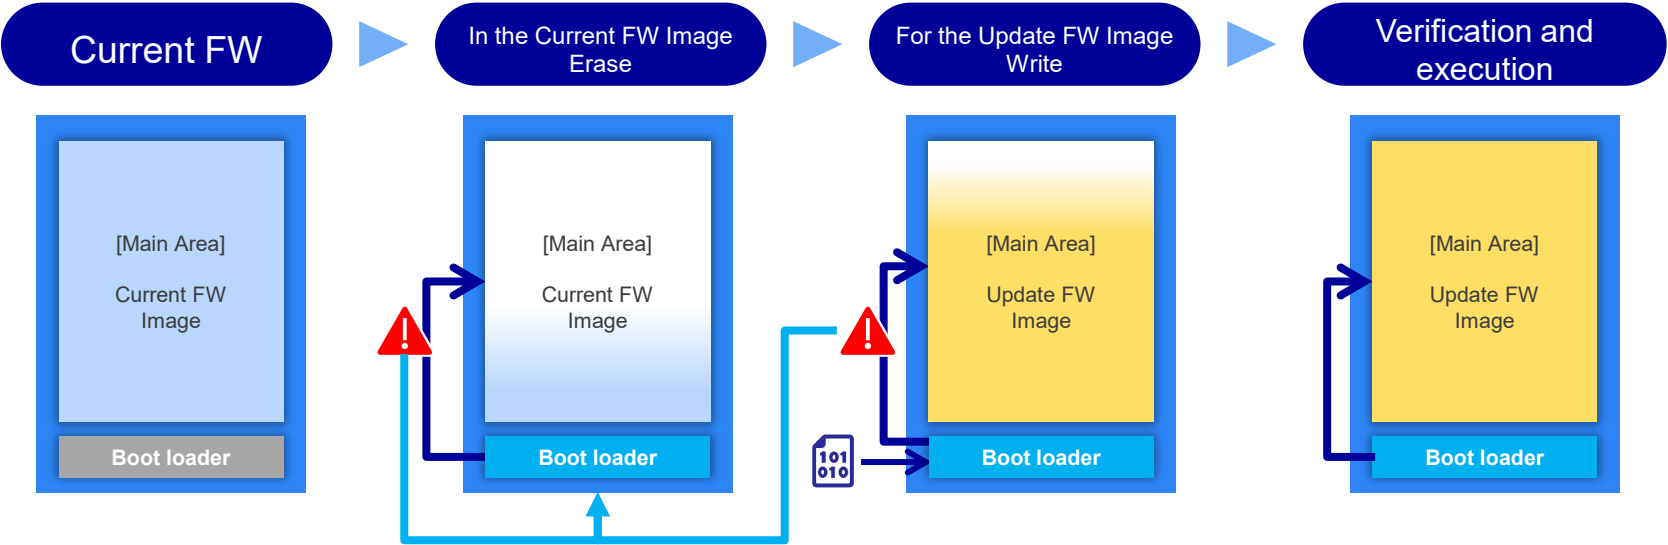 Current FW
In the Current FW Image
Erase
For the Update FW Image
Write
Verification and
execution
[Main Area]
Current FW
Image
Boot loader
[Main Area]
Current FW
Image
Boot loader
101
010
[Main Area]
Update FW
Image
Boot loader
[Main Area]
Update FW
Image
Boot loader